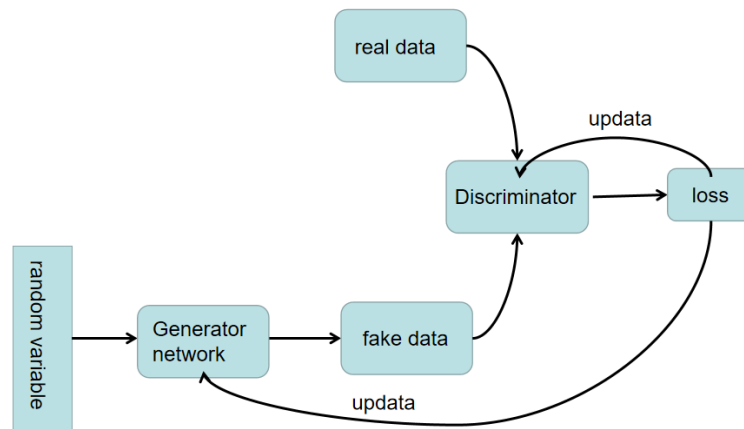 real data
updata
Discriminator
loss
random variable
Generator
network
fake data
updata